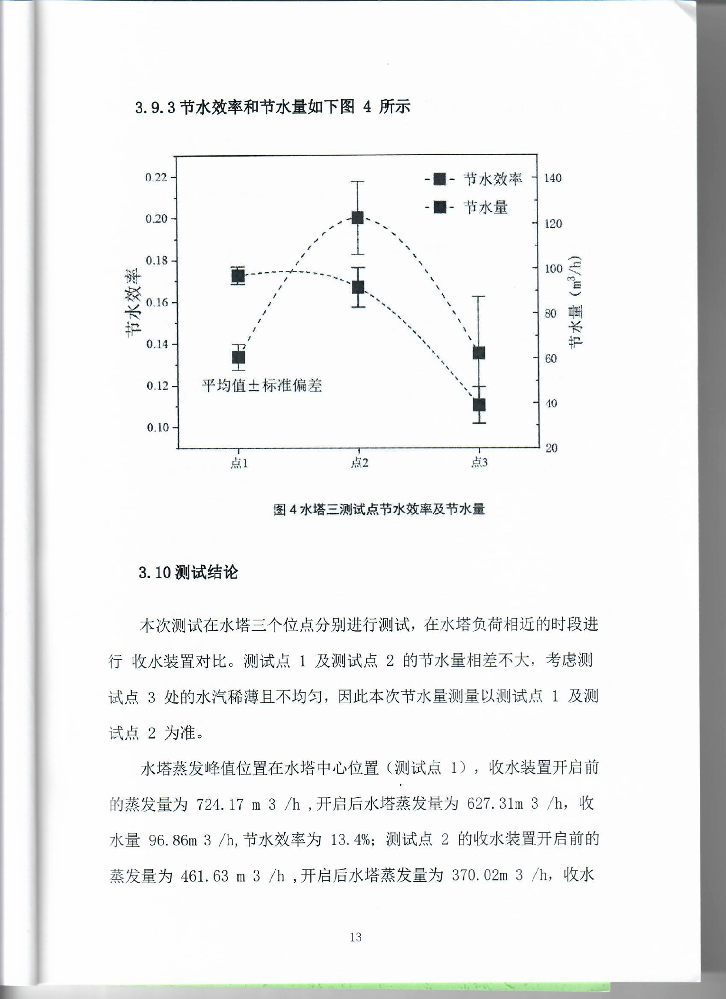 3.9.3节水效率和节水量如下图 4 所示
0.22
0.20
0.18
0.16
0.14
0.12
0.10
节水效率
节水效率
节水量
平均值±标准偏差
140
120
100
80
60
40
20
节水量（m³/h）
点1
点2
点3
图 4 水塔三测试点节水效率及节水量
3.10 测试结论
本次测试在水塔三个位点分别进行测试，在水塔负荷相近的时段进
行 收水装置对比。测试点 1 及测试点 2 的节水量相差不大，考虑测
试点 3 处的水汽稀薄且不均匀，因此本次节水量测量以测试点 1 及测
试点 2 为准。
水塔蒸发峰值位置在水塔中心位置（测试点 1），收水装置开启前
的蒸发量为 724.17 m 3 /h ,开启后水塔蒸发量为 627.31m 3 /h，收
水量 96.86m 3 /h,节水效率为 13.4%；测试点 2 的收水装置开启前的
蒸发量为 461.63 m 3 /h ,开启后水塔蒸发量为 370.02m 3 /h，收水
13